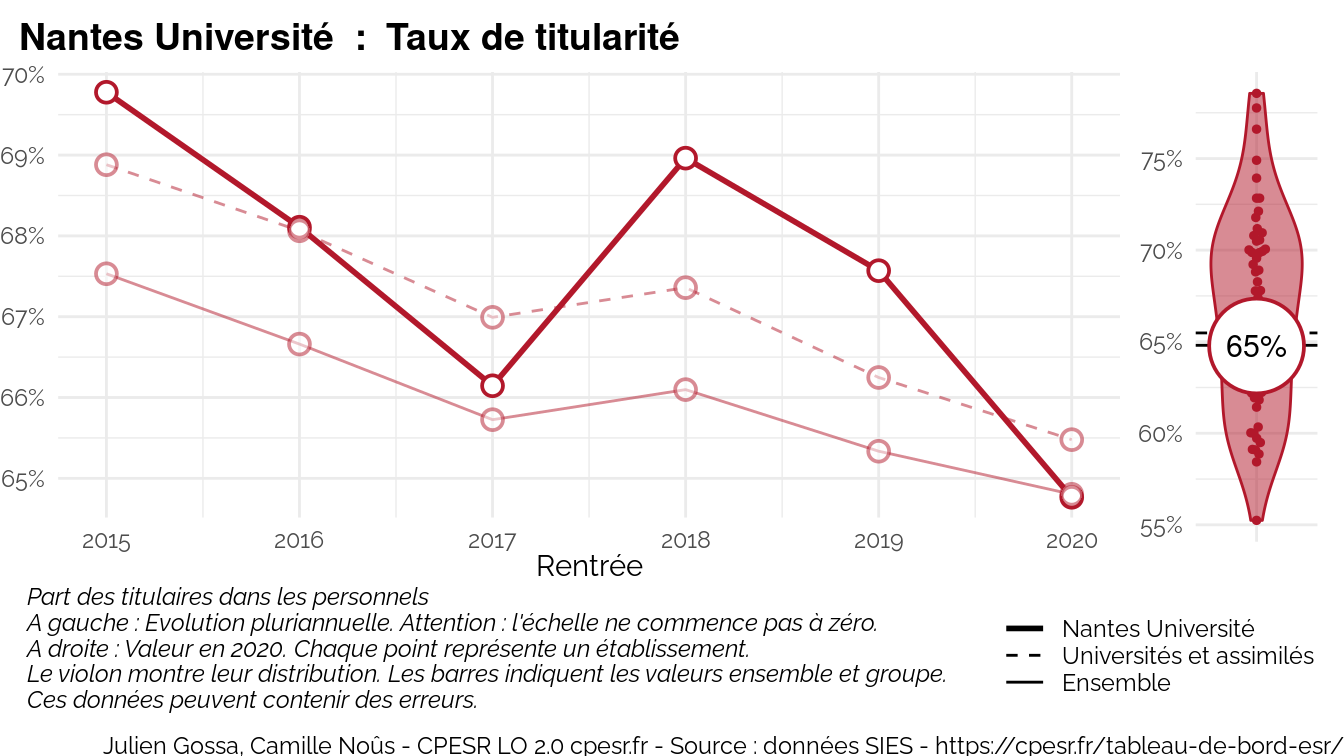 Nantes Université : Taux de titularité
70%
69%
68%
67%
66%
65%
2015 2016 2017 2018 2019 2020
Rentrée
75%
70%
65%
60%
55%
65%
Part des titulaires dans les personnels
A gauche : Evolution pluriannuelle. Attention : l'échelle ne commence pas à zéro.
A droite : Valeur en 2020. Chaque point représente un établissement.
Le violon montre leur distribution. Les barres indiquent les valeurs ensemble et groupe.
Ces données peuvent contenir des erreurs.
Nantes Université
Universités et assimilés
Ensemble
Julien Gossa, Camille Noûs - CPESR LO 2.0 cpesr.fr - Source : données SIES - https://cpesr.fr/tableau-de-bord-esr/